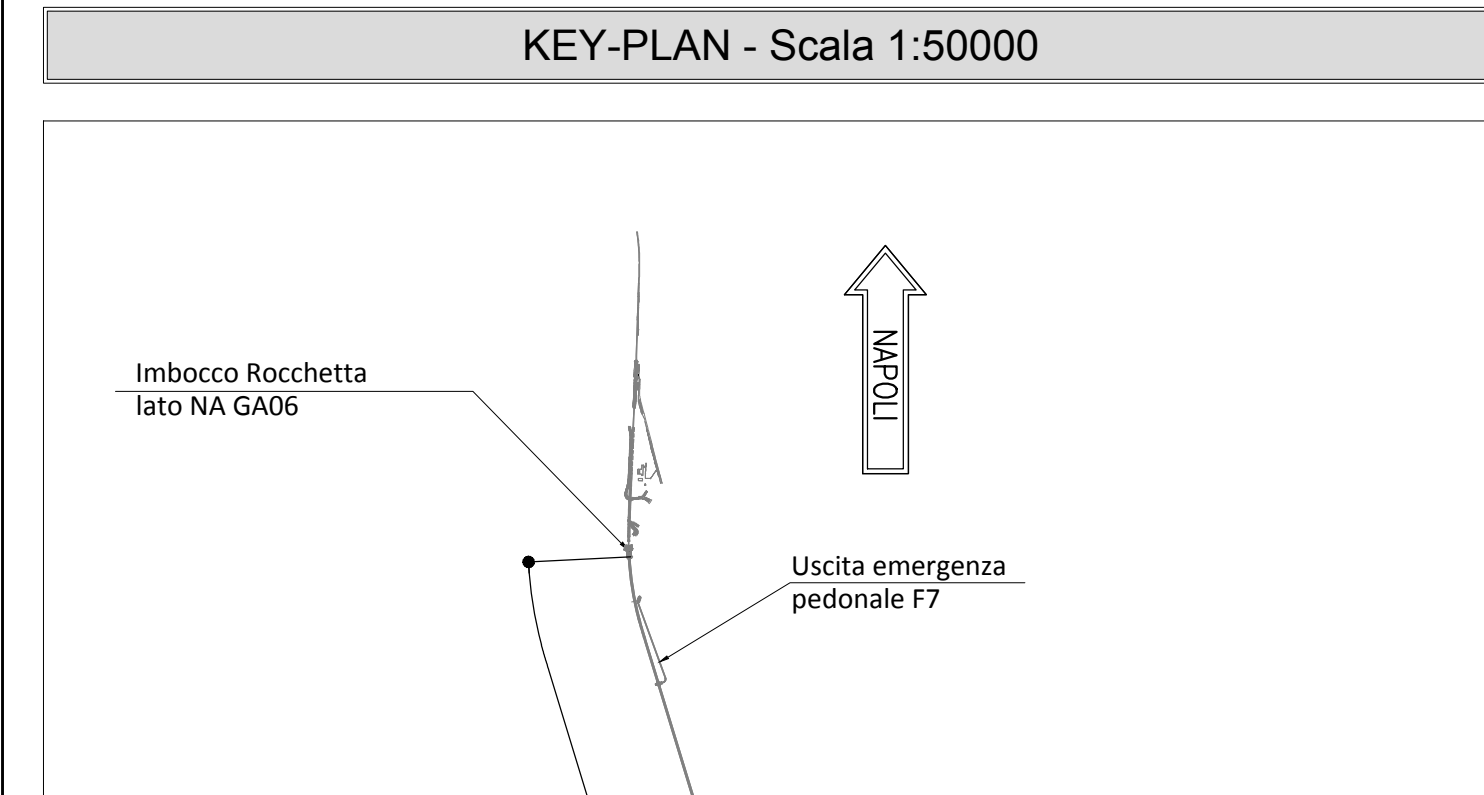 KEY-PLAN - Scala 1:50000
Imbocco Rocchetta
lato NA GA06
NAPOLI
Uscita emergenza
pedonale F7